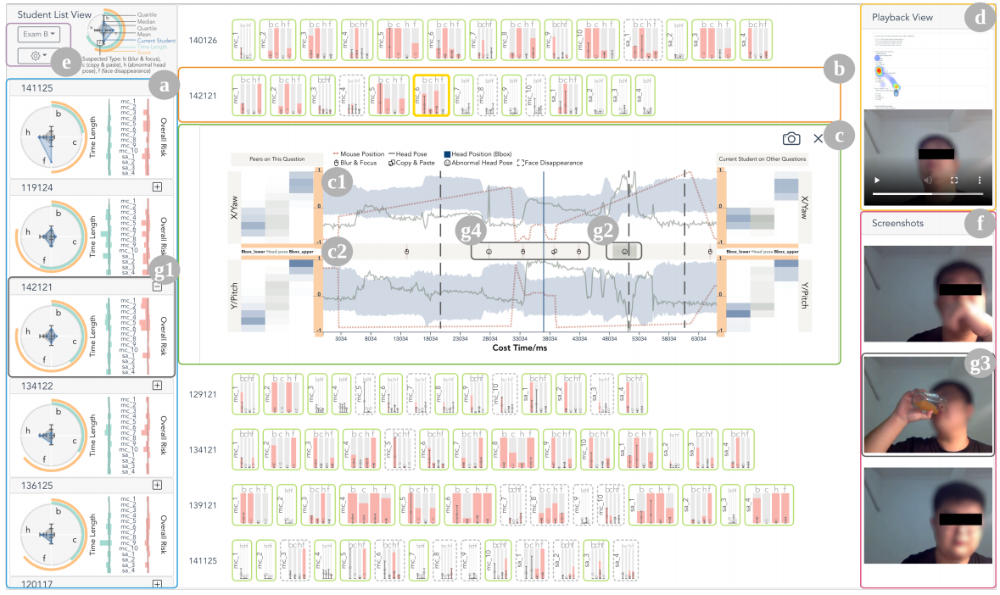 Student List View
Exam B
Quartile
Median
Quartile
Mean
Current Student
Time Length
Score
Suspected Type: b (blur & focus),
c (copy & paste), h (abnormal head
pose), f (face disappearance)
e
a
141125
b
h
c
f
Time Length
mc_1
mc_2
mc_3
mc_4
mc_5
mc_6
mc_7
mc_8
mc_9
mc_10
sa_1
sa_2
sa_3
sa_4
Overall Risk
119124
b
h
c
f
Time Length
mc_1
mc_2
mc_3
mc_4
mc_5
mc_6
mc_7
mc_8
mc_9
mc_10
sa_1
sa_2
sa_3
sa_4
Overall Risk
g1
142121
b
h
c
f
Time Length
mc_1
mc_2
mc_3
mc_4
mc_5
mc_6
mc_7
mc_8
mc_9
mc_10
sa_1
sa_2
sa_3
sa_4
Overall Risk
134122
b
h
c
f
Time Length
mc_1
mc_2
mc_3
mc_4
mc_5
mc_6
mc_7
mc_8
mc_9
mc_10
sa_1
sa_2
sa_3
sa_4
Overall Risk
136125
b
h
c
f
Time Length
mc_1
mc_2
mc_3
mc_4
mc_5
mc_6
mc_7
mc_8
mc_9
mc_10
sa_1
sa_2
sa_3
sa_4
Overall Risk
120117
140126
mc_1 mc_2 mc_3 mc_4 mc_5 mc_6 mc_7 mc_8 mc_9 mc_10 sa_1 sa_2 sa_3 sa_4
b
142121
mc_1 mc_2 mc_3 mc_4 mc_5 mc_6 mc_7 mc_8 mc_9 mc_10 sa_1 sa_2 sa_3 sa_4
c
Mouse Position Head Pose Head Position (Bbox)
Blur & Focus Copy & Paste Abnormal Head Pose Face Disappearance
Peers on This Question
Current Student on Other Questions
c1
X/Yaw
1
0
-1
X/Yaw
g4
g2
Bbox_lower Head pose Bbox_upper
Bbox_lower Head pose Bbox_upper
c2
Y/Pitch
1
0
-1
Y/Pitch
3034 8034 13034 18034 23034 28034 33034 38034 43034 48034 53034 58034 63034
Cost Time/ms
129121
mc_1 mc_2 mc_3 mc_4 mc_5 mc_6 mc_7 mc_8 mc_9 mc_10 sa_1 sa_2 sa_3 sa_4
134121
mc_1 mc_2 mc_3 mc_4 mc_5 mc_6 mc_7 mc_8 mc_9 mc_10 sa_1 sa_2 sa_3 sa_4
139121
mc_1 mc_2 mc_3 mc_4 mc_5 mc_6 mc_7 mc_8 mc_9 mc_10 sa_1 sa_2 sa_3 sa_4
141125
mc_1 mc_2 mc_3 mc_4 mc_5 mc_6 mc_7 mc_8 mc_9 mc_10 sa_1 sa_2 sa_3 sa_4
Playback View
d
Screenshots
f
g3